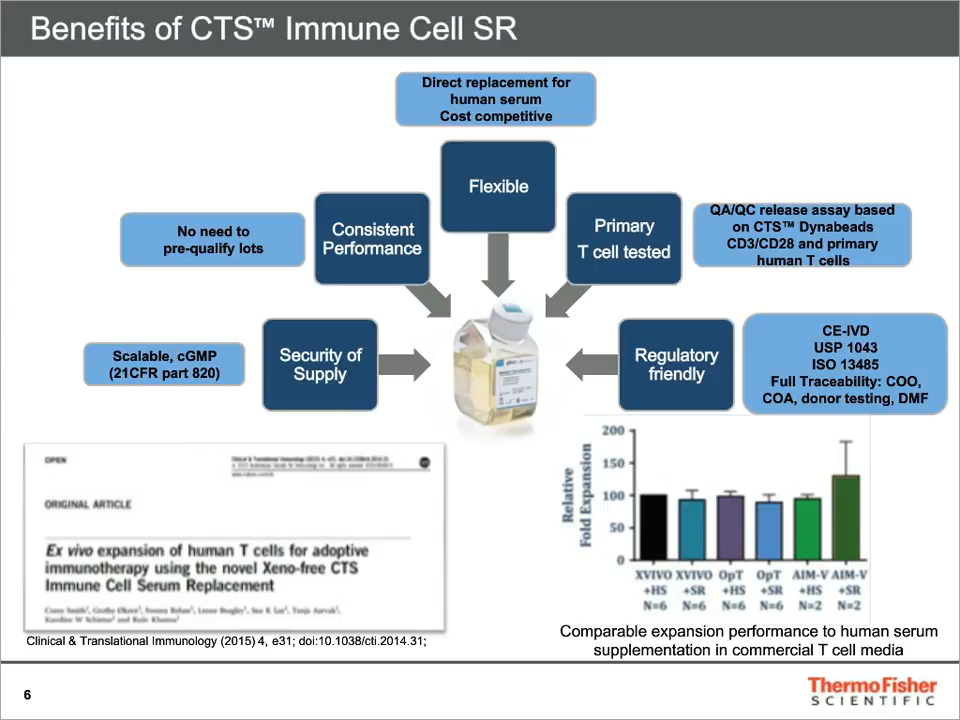 Benefits of CTS™ Immune Cell SR
Direct replacement for
human serum
Cost competitive
Flexible
No need to
pre-qualify lots
Consistent
Performance
Primary
T cell tested
QA/QC release assay based
on CTS™ Dynabeads
CD3/CD28 and primary
human T cells
Scalable, cGMP
(21CFR part 820)
Security of
Supply
Regulatory
friendly
CE-IVD
USP 1043
ISO 13485
Full Traceability: COO,
COA, donor testing, DMF
OPEN
ORIGINAL ARTICLE
Ex vivo expansion of human T cells for adoptive
immunotherapy using the novel Xeno-free CTS
Immune Cell Serum Replacement
Clinical & Translational Immunology (2015) 4, e31; doi:10.1038/cti.2014.31;
Relative
Fold Expansion
200
150
100
50
0
XVIVO XVIVO OpT OpT AIM-V AIM-V
+HS +SR +HS +SR +HS +SR
N=6 N=6 N=6 N=6 N=2 N=2
Comparable expansion performance to human serum
supplementation in commercial T cell media
6
ThermoFisher
SCIENTIFIC